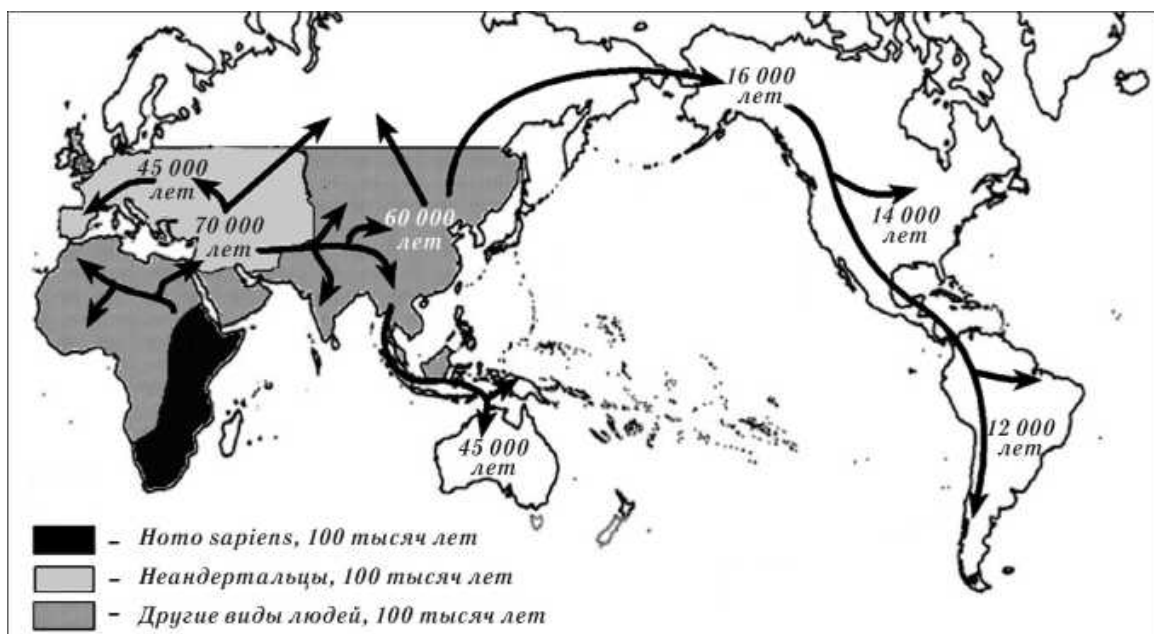 16 000
лет
45 000
лет
70 000
лет
60 000
лет
14 000
лет
12 000
лет
45 000
лет
– Homo sapiens, 100 тысяч лет
– Неандертальцы, 100 тысяч лет
– Другие виды людей, 100 тысяч лет